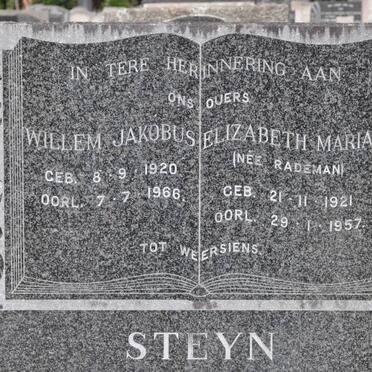 IN TERE HERINNERING AAN
ONS OUERS
WILLEM JAKOBUS
GEB. 8·9·1920
OORL. 7·7·1966.
ELIZABETH MARIA
(NEE RADEMAN)
GEB. 21·11·1921
OORL. 29·1·1957.
TOT WEERSIENS.
STEYN